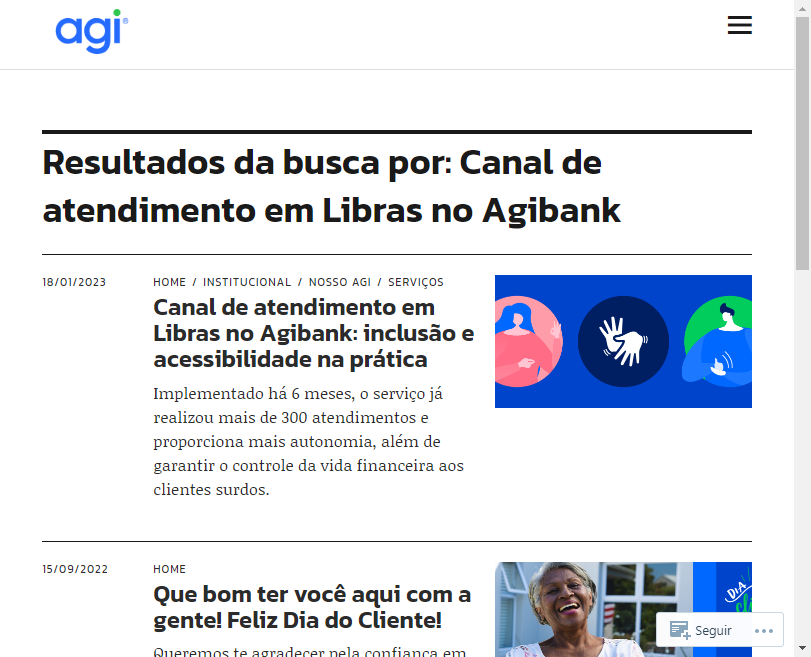 agi®
Resultados da busca por: Canal de
atendimento em Libras no Agibank
18/01/2023
HOME / INSTITUCIONAL / NOSSO AGI / SERVIÇOS
Canal de atendimento em
Libras no Agibank: inclusão e
acessibilidade na prática
Implementado há 6 meses, o serviço já
realizou mais de 300 atendimentos e
proporciona mais autonomia, além de
garantir o controle da vida financeira aos
clientes surdos.
15/09/2022
HOME
Que bom ter você aqui com a
gente! Feliz Dia do Cliente!
Queremos te agradecer pela confiança em
DIA
Seguir